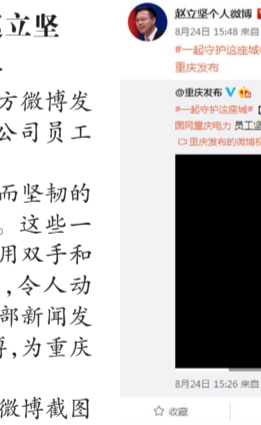 立坚
方微博发
公司员工
而坚韧的
。这些一
用双手和
,令人动
部新闻发
,为重庆
微博截图
赵立坚个人微博
8月24日 15:48 来自
#一起守护这座城
重庆发布
@重庆发布
#一起守护这座城#【
国网重庆电力 员工坚
重庆发布的微博视
8月24日 15:26 来自
收藏